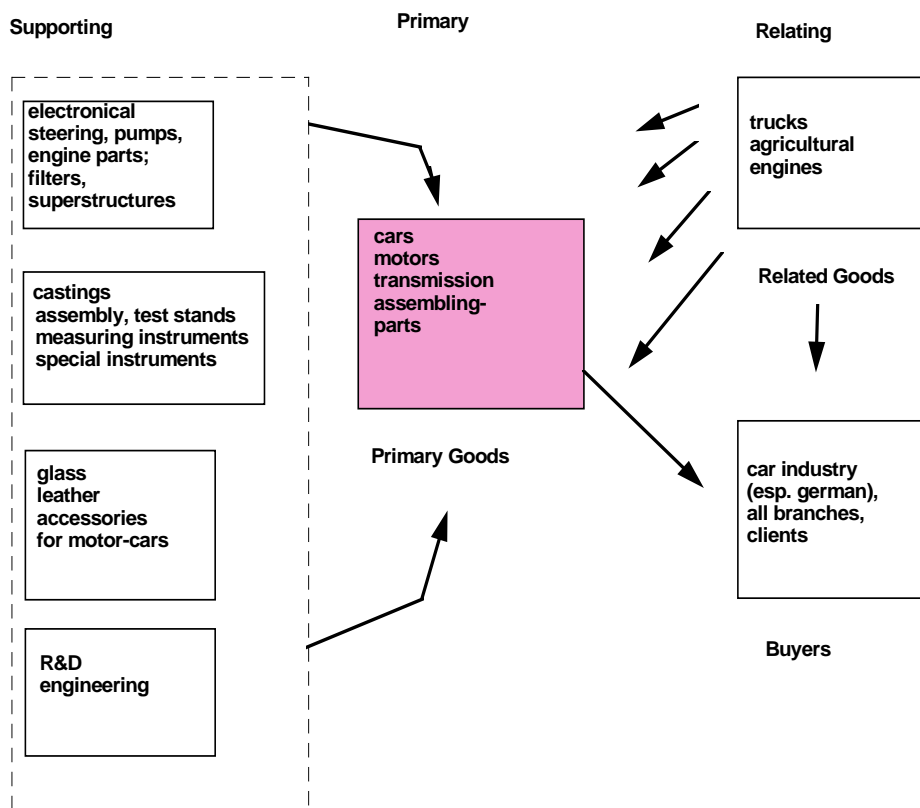 Supporting
Primary
Relating
electronical
steering, pumps,
engine parts;
filters,
superstructures
castings
assembly, test stands
measuring instruments
special instruments
glass
leather
accessories
for motor-cars
R&D
engineering
cars
motors
transmission
assembling-
parts
Primary Goods
trucks
agricultural
engines
Related Goods
car industry
(esp. german),
all branches,
clients
Buyers